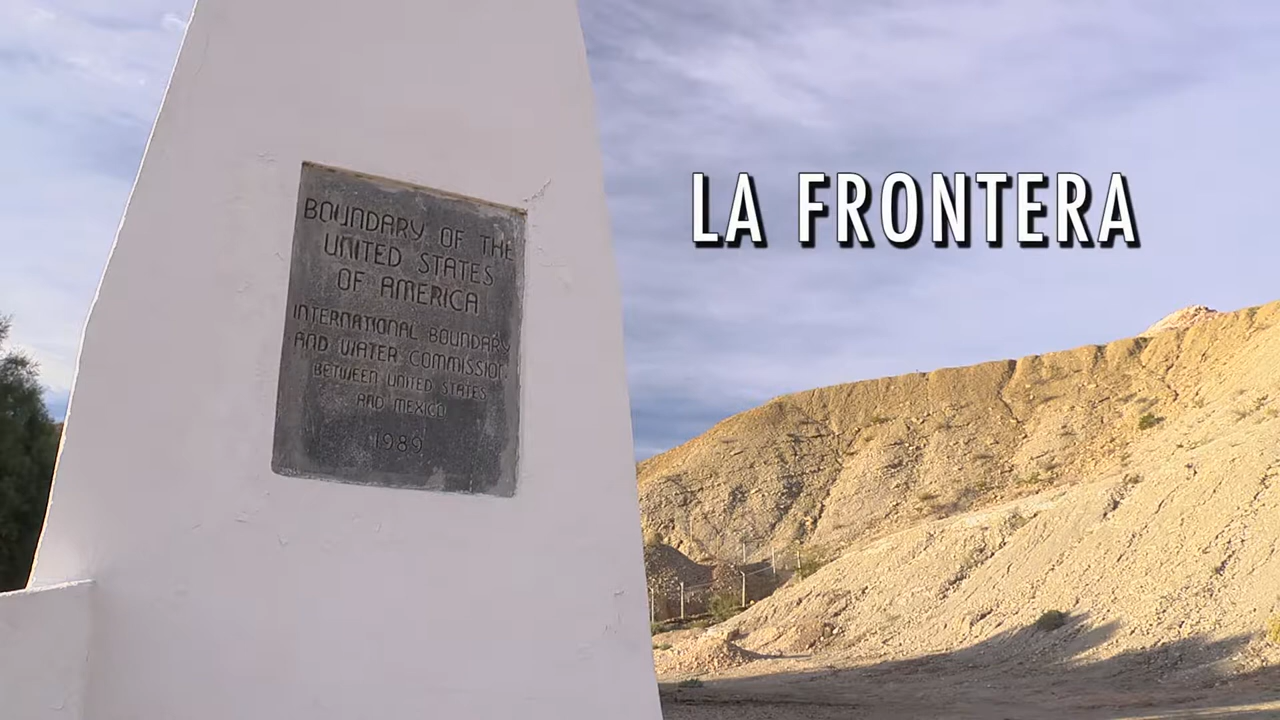 BOUNDARY OF THE
UNITED STATES
OF AMERICA
INTERNATIONAL BOUNDARY
AND WATER COMMISSION
BETWEEN UNITED STATES
AND MEXICO
1989
LA FRONTERA